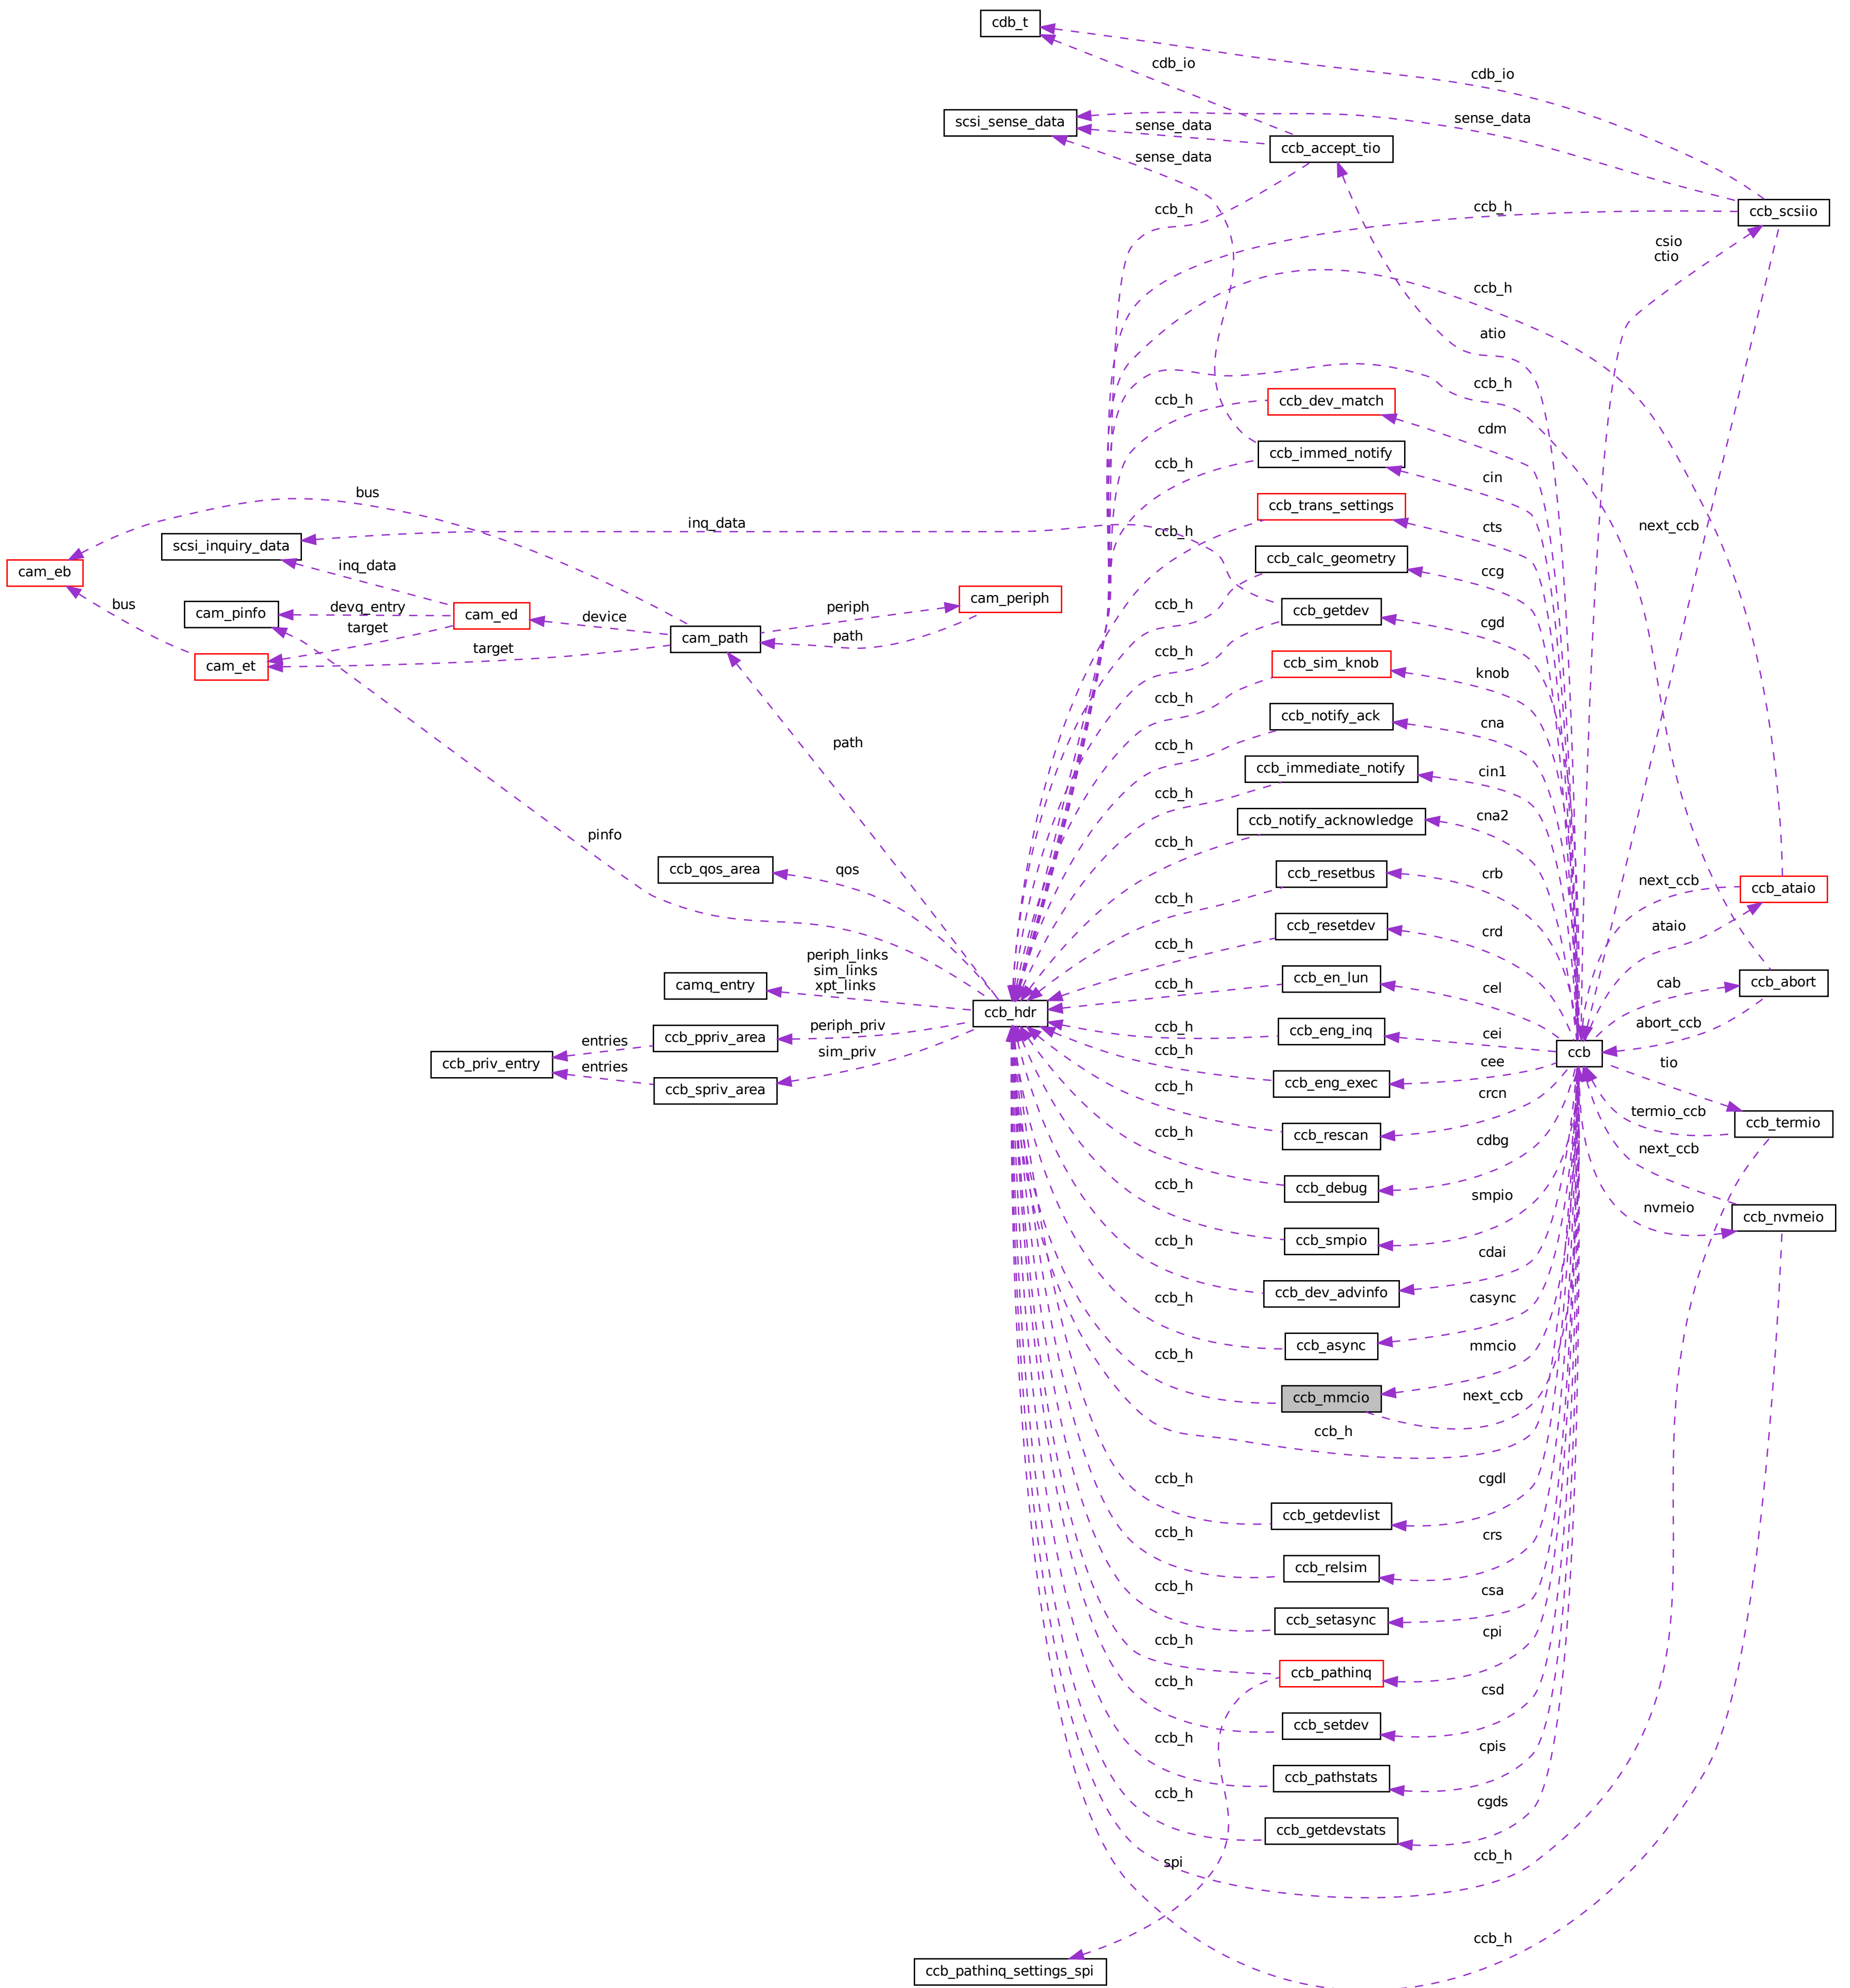 cdb_t
cdb_io
cdb_io
scsi_sense_data
sense_data
sense_data
ccb_accept_tio
sense_data
ccb_h
ccb_h
ccb_scsiio
csio
ctio
ccb_h
atio
ccb_h
ccb_h
ccb_dev_match
cdm
ccb_h
ccb_immed_notify
cin
bus
ccb_trans_settings
inq_data
ccb_h
cts
next_ccb
scsi_inquiry_data
ccb_calc_geometry
inq_data
cam_eb
ccg
bus
devq_entry
cam_pinfo
target
cam_ed
device
periph
cam_periph
ccb_h
ccb_getdev
cgd
cam_path
path
target
cam_et
ccb_h
ccb_sim_knob
knob
ccb_h
ccb_notify_ack
cna
path
ccb_h
ccb_immediate_notify
cin1
ccb_h
ccb_notify_acknowledge
cna2
pinfo
ccb_qos_area
qos
ccb_h
ccb_resetbus
crb
next_ccb
ccb_ataio
ccb_h
ccb_resetdev
crd
ataio
periph_links
sim_links
xpt_links
camq_entry
ccb_h
ccb_en_lun
cel
cab
ccb_abort
ccb_hdr
periph_priv
ccb_ppriv_area
ccb_h
ccb_eng_inq
cei
abort_ccb
entries
ccb_priv_entry
entries
sim_priv
ccb_spriv_area
ccb_h
ccb_eng_exec
cee
ccb
tio
ccb_h
ccb_rescan
crcn
termio_ccb
ccb_termio
ccb_h
ccb_debug
cdbg
next_ccb
ccb_h
ccb_smpio
smpio
nvmeio
ccb_nvmeio
ccb_h
ccb_dev_advinfo
cdai
ccb_h
ccb_async
casync
ccb_h
ccb_mmcio
mmcio
next_ccb
ccb_h
ccb_h
ccb_getdevlist
cgdl
ccb_h
ccb_relsim
crs
ccb_h
ccb_setasync
csa
ccb_h
ccb_pathinq
cpi
ccb_h
ccb_setdev
csd
ccb_h
ccb_pathstats
cpis
ccb_h
ccb_getdevstats
cgds
spi
ccb_h
ccb_h
ccb_pathinq_settings_spi